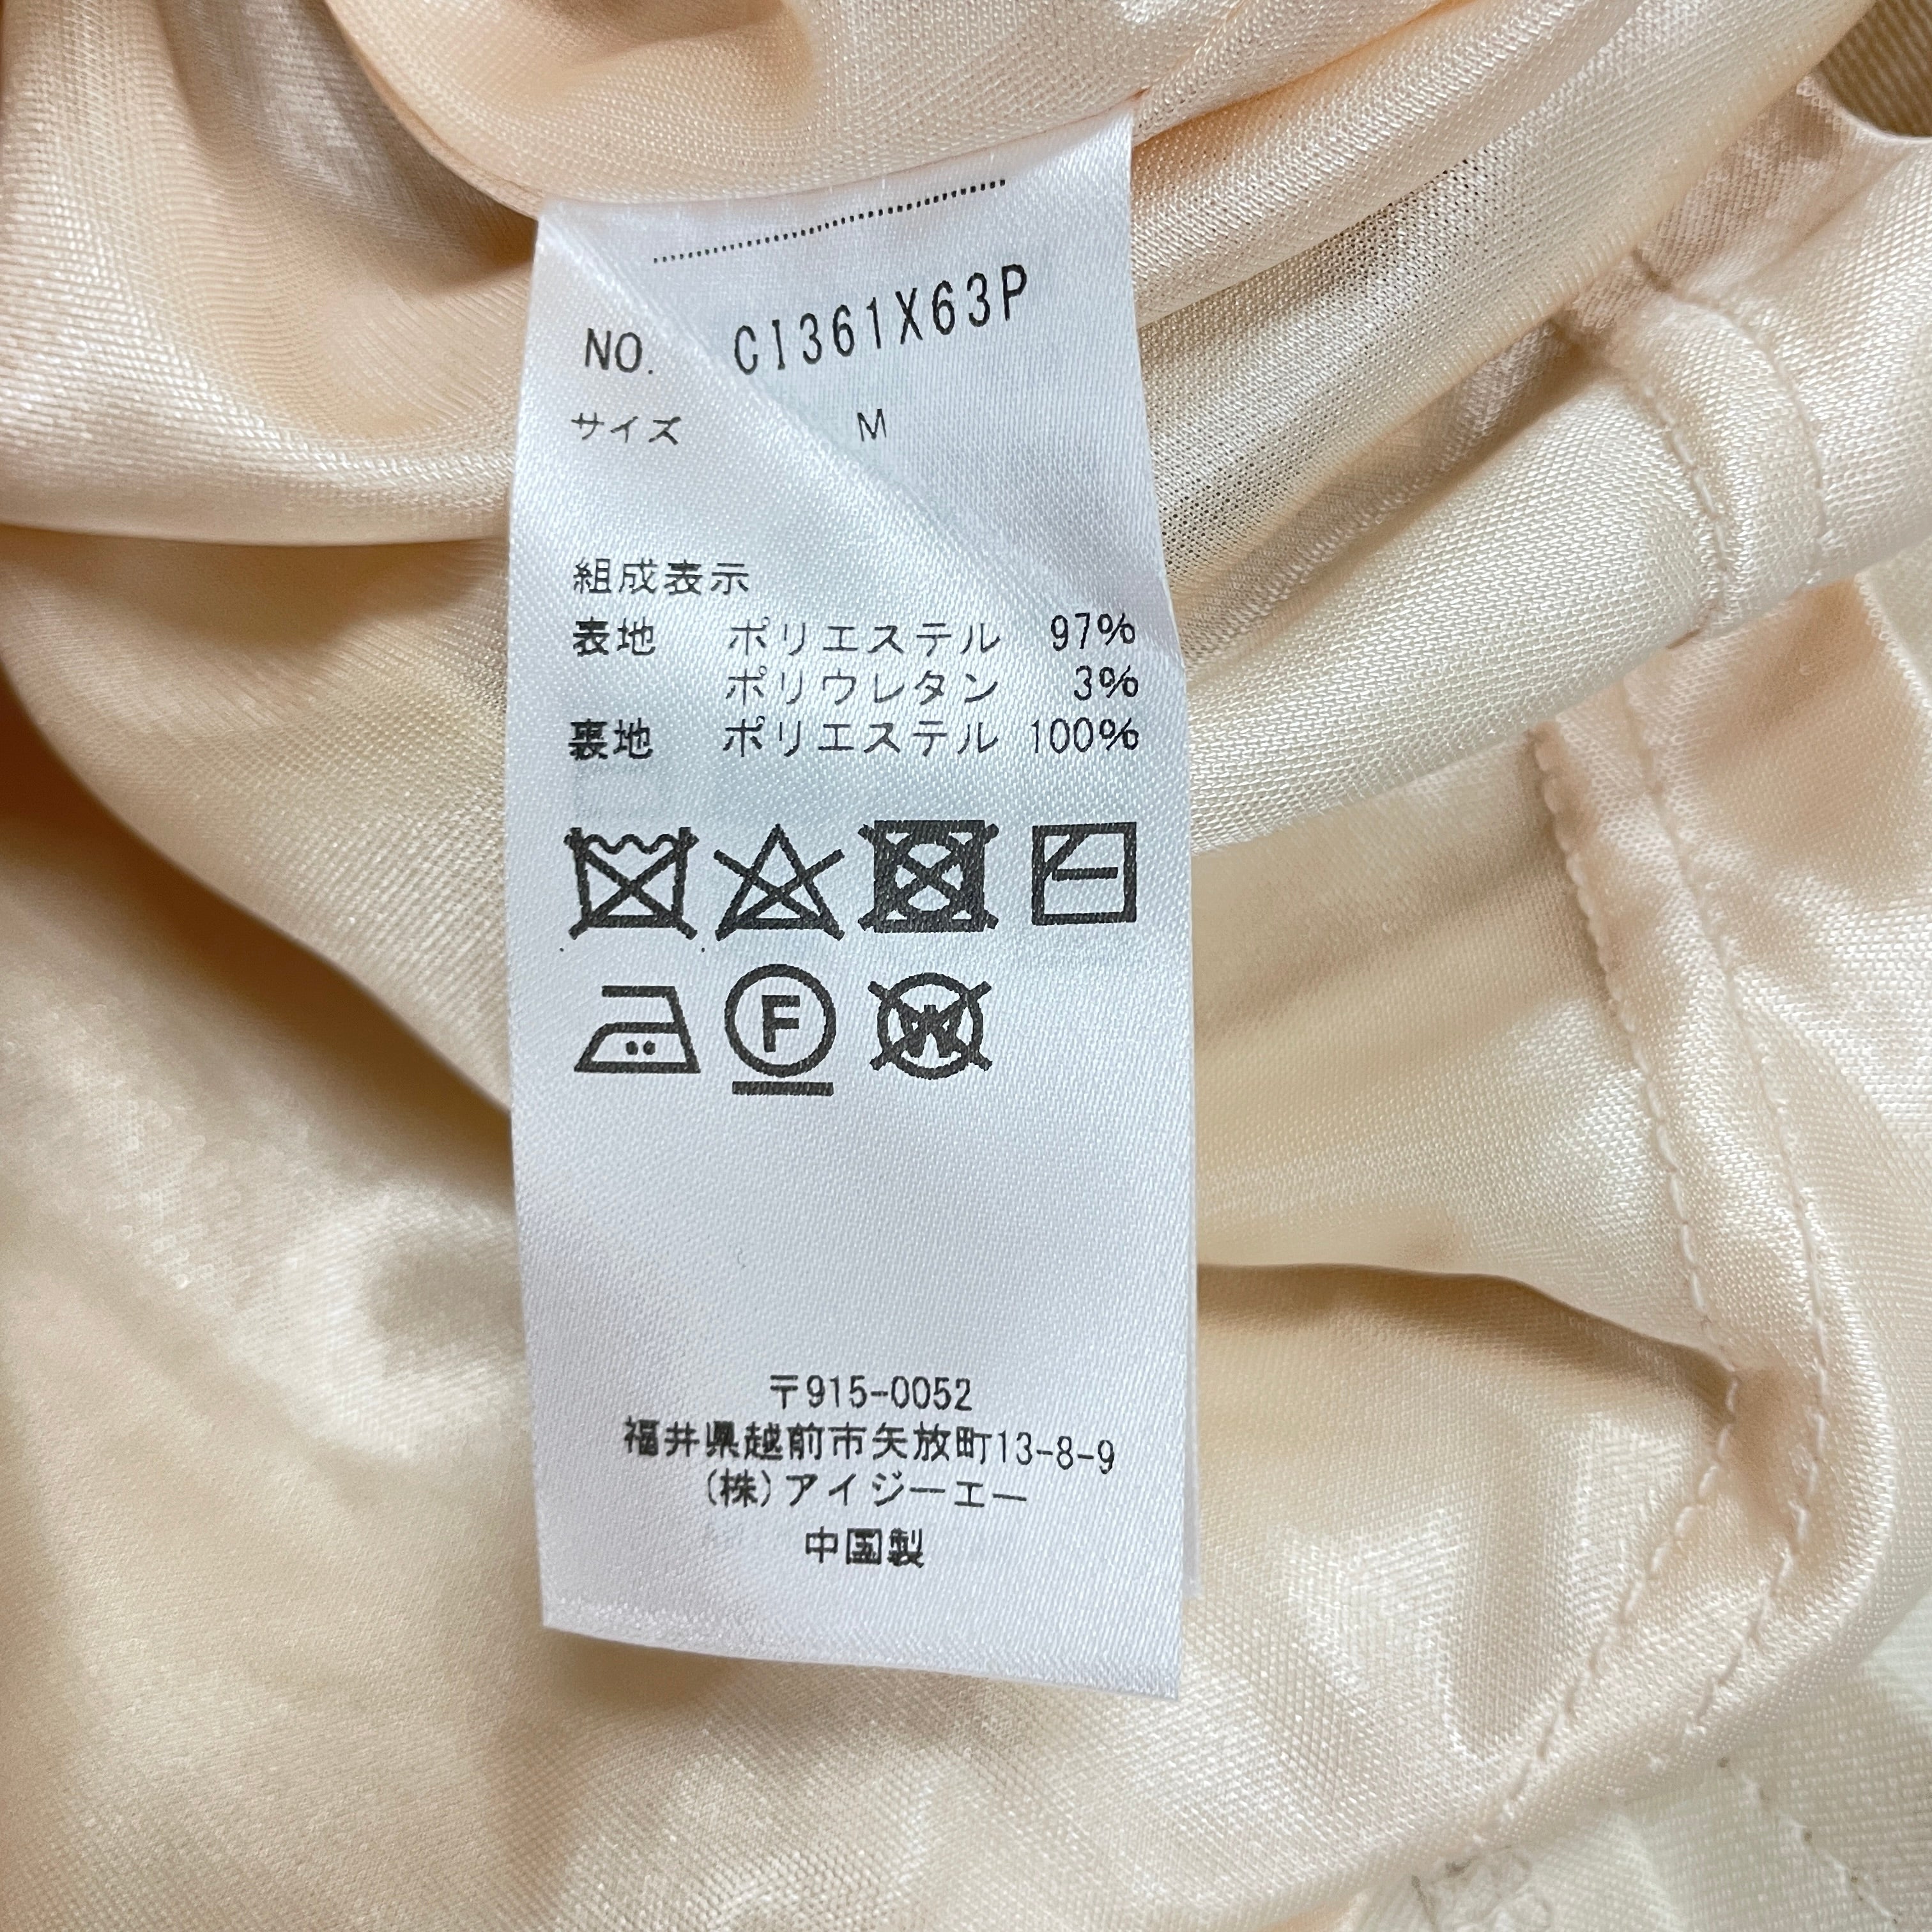 NO. CI361X63P
サイズ M
組成表示
表地 ポリエステル 97%
ポリウレタン 3%
裏地 ポリエステル 100%
F
W
〒915-0052
福井県越前市矢放町13-8-9
(株)アイジーエー
中国製